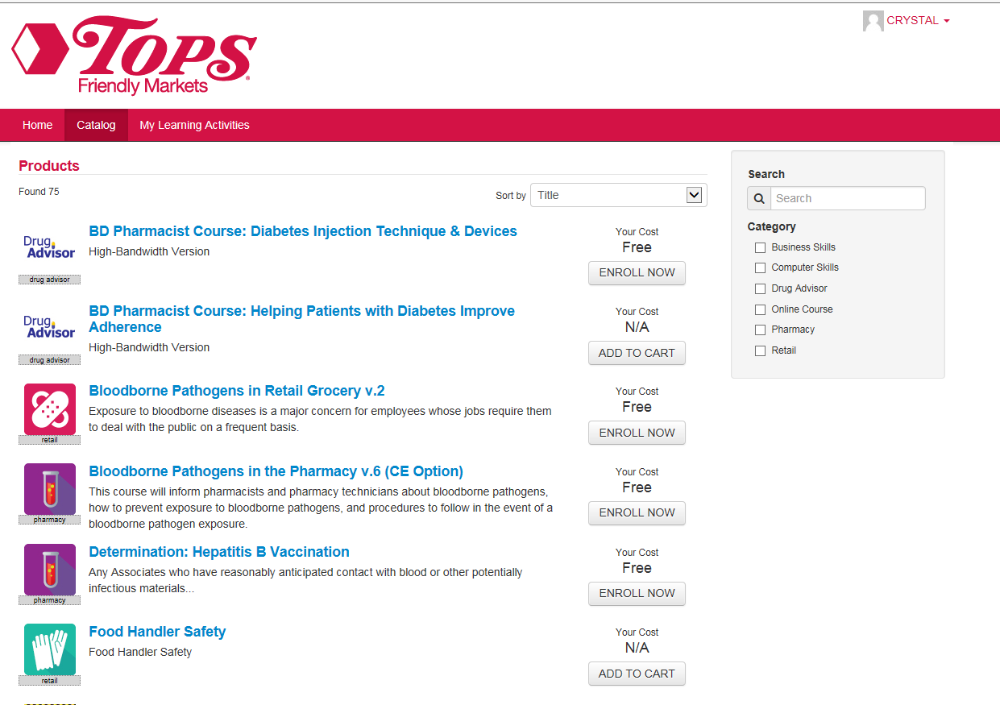 TOPS
Friendly Markets
CRYSTAL
Home Catalog My Learning Activities
Products
Found 75
Sort by Title
Drug Advisor
drug advisor
BD Pharmacist Course: Diabetes Injection Technique & Devices
High-Bandwidth Version
Your Cost
Free
ENROLL NOW
Drug Advisor
drug advisor
BD Pharmacist Course: Helping Patients with Diabetes Improve
Adherence
High-Bandwidth Version
Your Cost
N/A
ADD TO CART
retail
Bloodborne Pathogens in Retail Grocery v.2
Exposure to bloodborne diseases is a major concern for employees whose jobs require them
to deal with the public on a frequent basis.
Your Cost
Free
ENROLL NOW
pharmacy
Bloodborne Pathogens in the Pharmacy v.6 (CE Option)
This course will inform pharmacists and pharmacy technicians about bloodborne pathogens,
how to prevent exposure to bloodborne pathogens, and procedures to follow in the event of a
bloodborne pathogen exposure.
Your Cost
Free
ENROLL NOW
pharmacy
Determination: Hepatitis B Vaccination
Any Associates who have reasonably anticipated contact with blood or other potentially
infectious materials...
Your Cost
Free
ENROLL NOW
retail
Food Handler Safety
Food Handler Safety
Your Cost
N/A
ADD TO CART
Search
Search
Category
Business Skills
Computer Skills
Drug Advisor
Online Course
Pharmacy
Retail